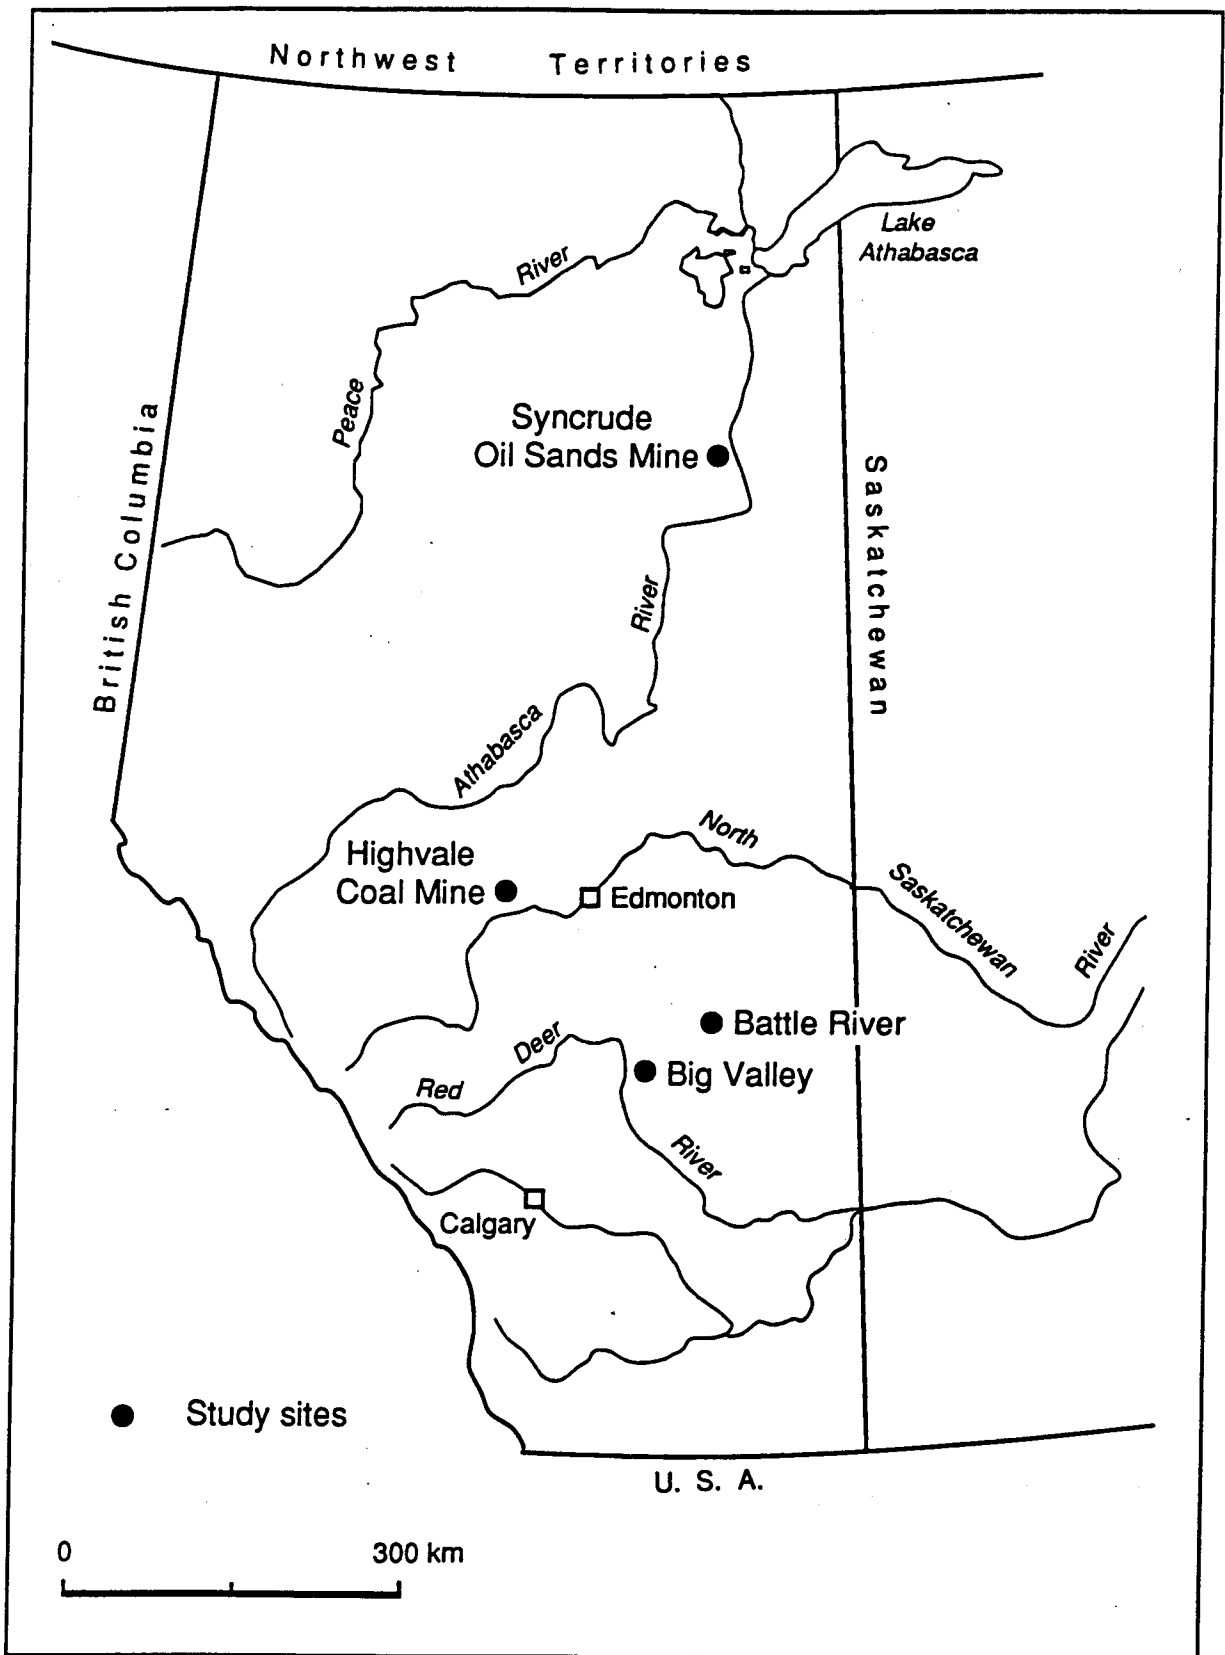 Northwest Territories
Lake
Athabasca
River
Peace
Syncrude
Oil Sands Mine
British Columbia
Saskatchewan
River
Athabasca
North
Highvale
Coal Mine
Edmonton
Saskatchewan
River
Battle River
Deer
Big Valley
Red
River
Calgary
Study sites
U. S. A.
0 300 km